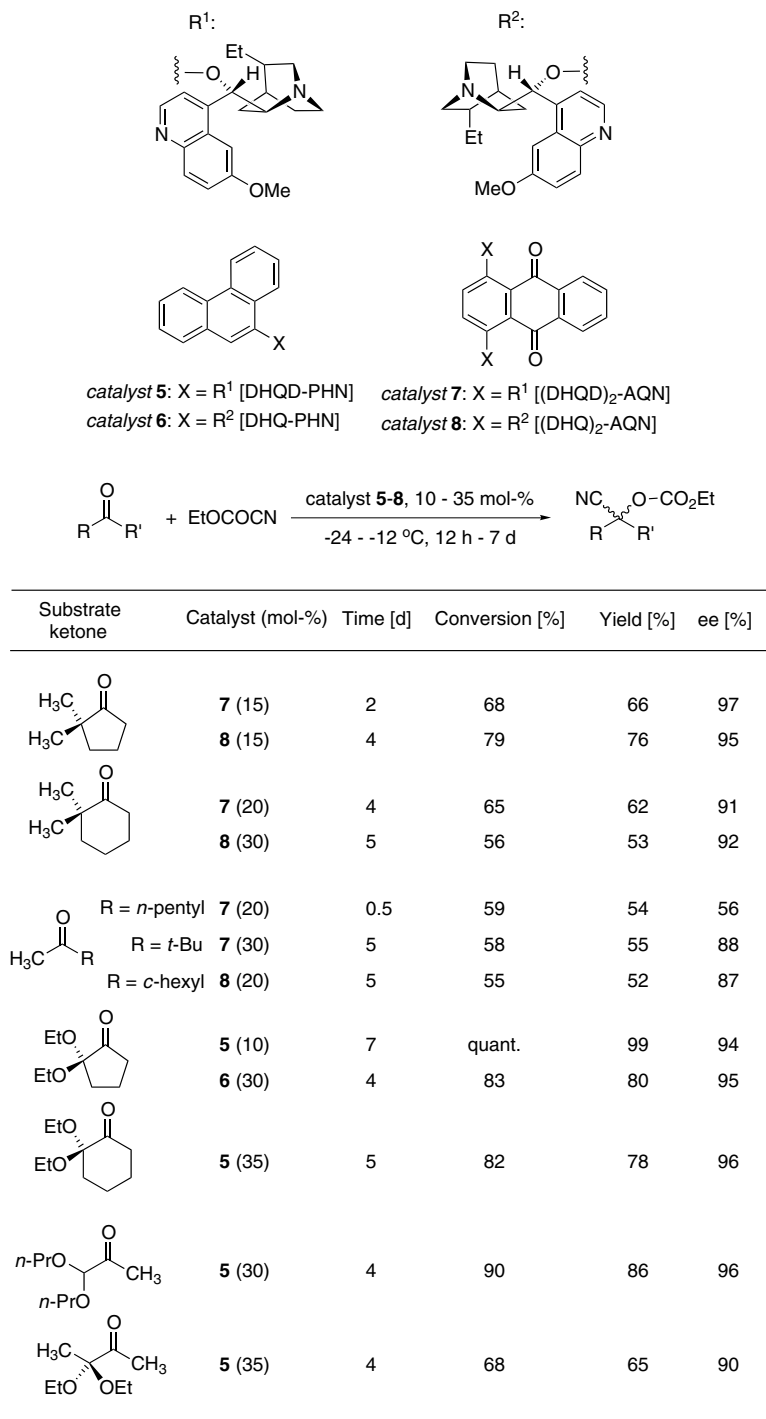 R¹:
R²:
Et
O
H
N
N
OMe
N
H
O
Et
N
MeO
X
X
O
X
O
catalyst 5: X = R¹ [DHQD-PHN]
catalyst 7: X = R¹ [(DHQD)₂-AQN]
catalyst 6: X = R² [DHQ-PHN]
catalyst 8: X = R² [(DHQ)₂-AQN]
O
R R'
+ EtOCOCN
catalyst 5-8, 10 - 35 mol-%
-24 - -12 °C, 12 h - 7 d
NC O-CO₂Et
R R'
Substrate ketone Catalyst (mol-%) Time [d] Conversion [%] Yield [%] ee [%]
O
H₃C
H₃C
7 (15) 2 68 66 97
8 (15) 4 79 76 95
O
H₃C
H₃C
7 (20) 4 65 62 91
8 (30) 5 56 53 92
O
H₃C R
R = n-pentyl 7 (20) 0.5 59 54 56
R = t-Bu 7 (30) 5 58 55 88
R = c-hexyl 8 (20) 5 55 52 87
O
EtO
EtO
5 (10) 7 quant. 99 94
6 (30) 4 83 80 95
O
EtO
EtO
5 (35) 5 82 78 96
O
n-PrO
CH₃
n-PrO
5 (30) 4 90 86 96
O
H₃C
CH₃
EtO OEt
5 (35) 4 68 65 90